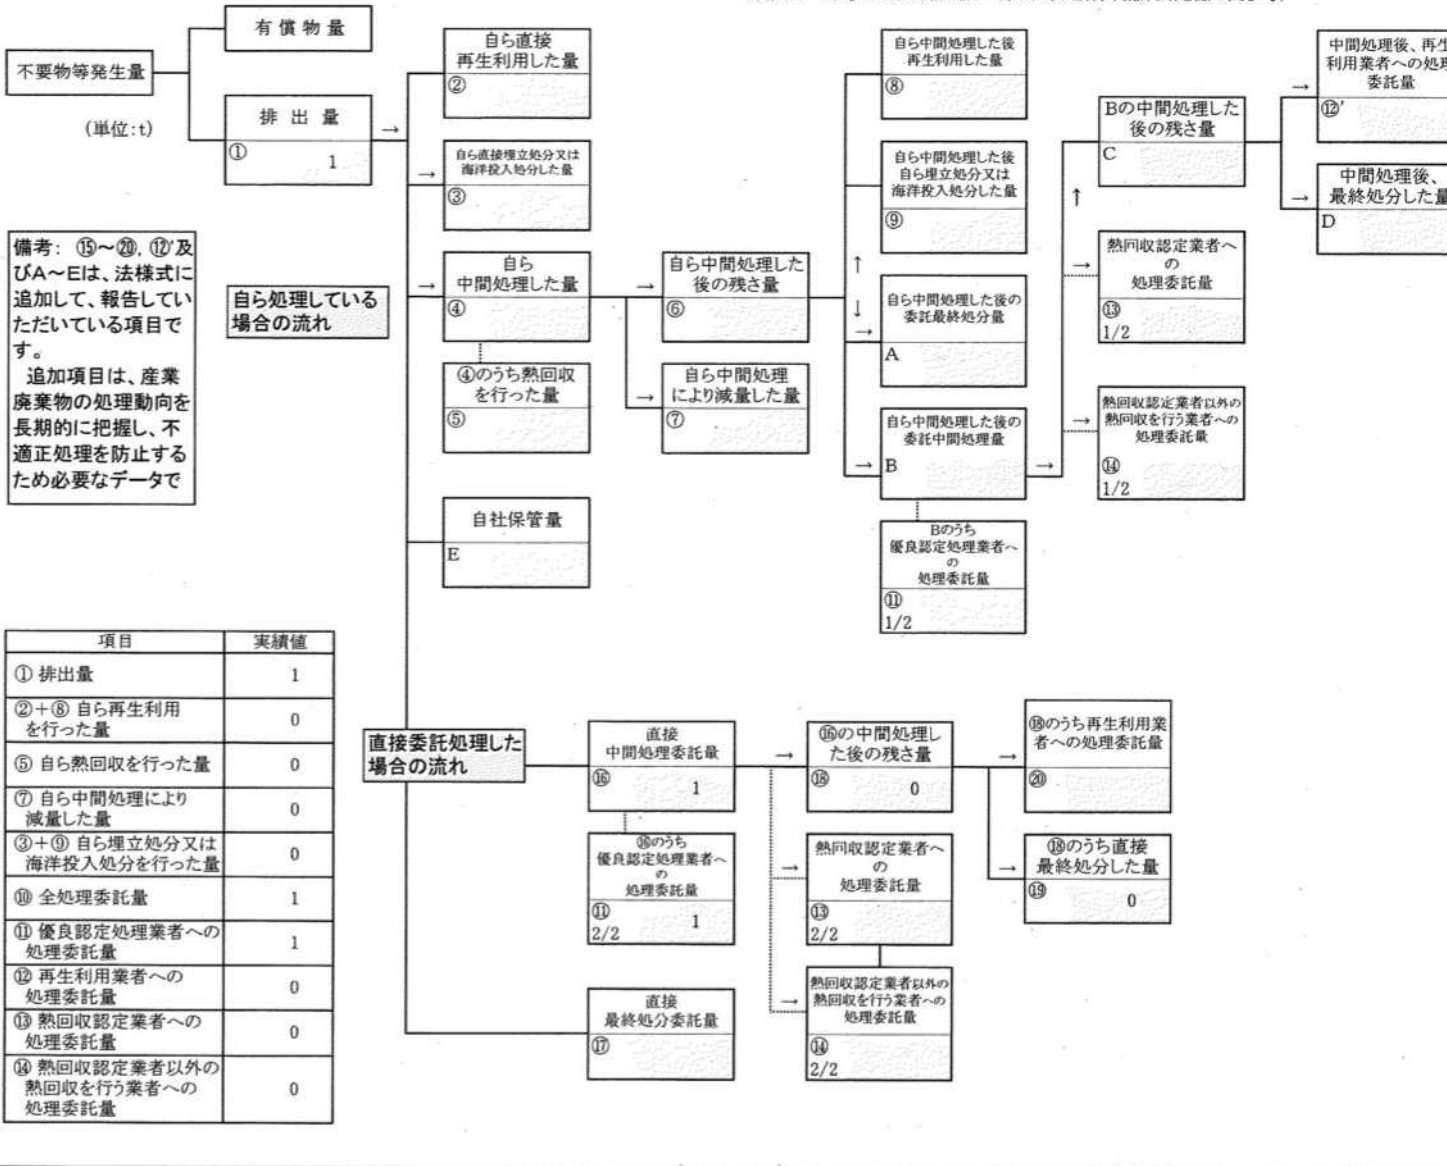 有償物量
不要物等発生量
(単位:t)
排出量
①
1
→
自ら直接
再生利用した量
②
自ら直接埋立処分又は
海洋投入処分した量
→
③
自ら
中間処理した量
→
④
④のうち熱回収
を行った量
⑤
自社保管量
E
自ら中間処理した
後の残さ量
→
⑥
自ら中間処理
により減量した量
→
⑦
自ら中間処理した後
再生利用した量
⑧
自ら中間処理した後
自ら埋立処分又は
海洋投入処分した量
⑨
↑
↓
→
自ら中間処理した後の
委託最終処分量
A
自ら中間処理した後の
委託中間処理量
→
B
→
Bのうち
優良認定処理業者へ
の
処理委託量
⑪
1/2
Bの中間処理した
後の残さ量
C
↑
熱回収認定業者へ
の
処理委託量
→
⑬
1/2
熱回収認定業者以外の
熱回収を行う業者への
処理委託量
→
⑭
1/2
中間処理後、再生
利用業者への処理
委託量
→
⑫'
中間処理後、
最終処分した量
→
D
備考: ⑮~⑳, ⑫'及
びA~Eは、法様式に
追加して、報告してい
ただいている項目で
す。
追加項目は、産業
廃棄物の処理動向を
長期的に把握し、不
適正処理を防止する
ため必要なデータで
自ら処理している
場合の流れ
項目 実績値
① 排出量 1
②+⑧ 自ら再生利用
を行った量 0
⑤ 自ら熱回収を行った量 0
⑦ 自ら中間処理により
減量した量 0
③+⑨ 自ら埋立処分又は
海洋投入処分を行った量 0
⑩ 全処理委託量 1
⑪ 優良認定処理業者への
処理委託量 1
⑫ 再生利用業者への
処理委託量 0
⑬ 熱回収認定業者への
処理委託量 0
⑭ 熱回収認定業者以外の
熱回収を行う業者への
処理委託量 0
直接委託処理した
場合の流れ
直接
中間処理委託量
⑯
1
→
⑯のうち
優良認定処理業者へ
の
処理委託量
⑪
2/2
1
直接
最終処分委託量
⑰
⑯の中間処理し
た後の残さ量
⑱
0
→
熱回収認定業者へ
の
処理委託量
→
⑬
2/2
熱回収認定業者以外の
熱回収を行う業者への
処理委託量
→
⑭
2/2
⑱のうち再生利用業
者への処理委託量
⑳
⑱のうち直接
最終処分した量
→
⑲
0